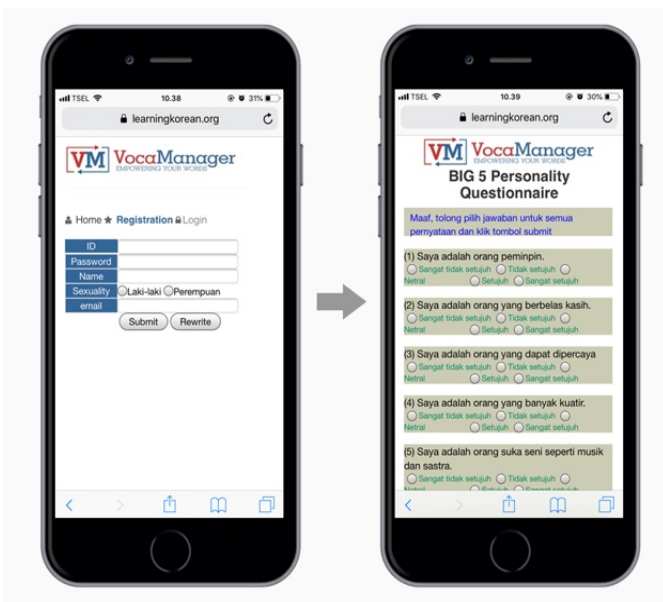 TSEL 10.38 31%
learningkorean.org
VM VocaManager
EMPOWERING YOUR WORDS
Home Registration Login
ID
Password
Name
Sexuality Laki-laki Perempuan
email
Submit Rewrite
TSEL 10.39 30%
learningkorean.org
VM VocaManager
EMPOWERING YOUR WORDS
BIG 5 Personality
Questionnaire
Maaf, tolong pilih jawaban untuk semua
pernyataan dan klik tombol submit
(1) Saya adalah orang peminpin.
Sangat tidak setujuh Tidak setujuh
Netral Setujuh Sangat setujuh
(2) Saya adalah orang yang berbelas kasih.
Sangat tidak setujuh Tidak setujuh
Netral Setujuh Sangat setujuh
(3) Saya adalah orang yang dapat dipercaya
Sangat tidak setujuh Tidak setujuh
Netral Setujuh Sangat setujuh
(4) Saya adalah orang yang banyak kuatir.
Sangat tidak setujuh Tidak setujuh
Netral Setujuh Sangat setujuh
(5) Saya adalah orang suka seni seperti musik
dan sastra.
Sangat tidak setujuh Tidak setujuh
Netral Setujuh Sangat setujuh